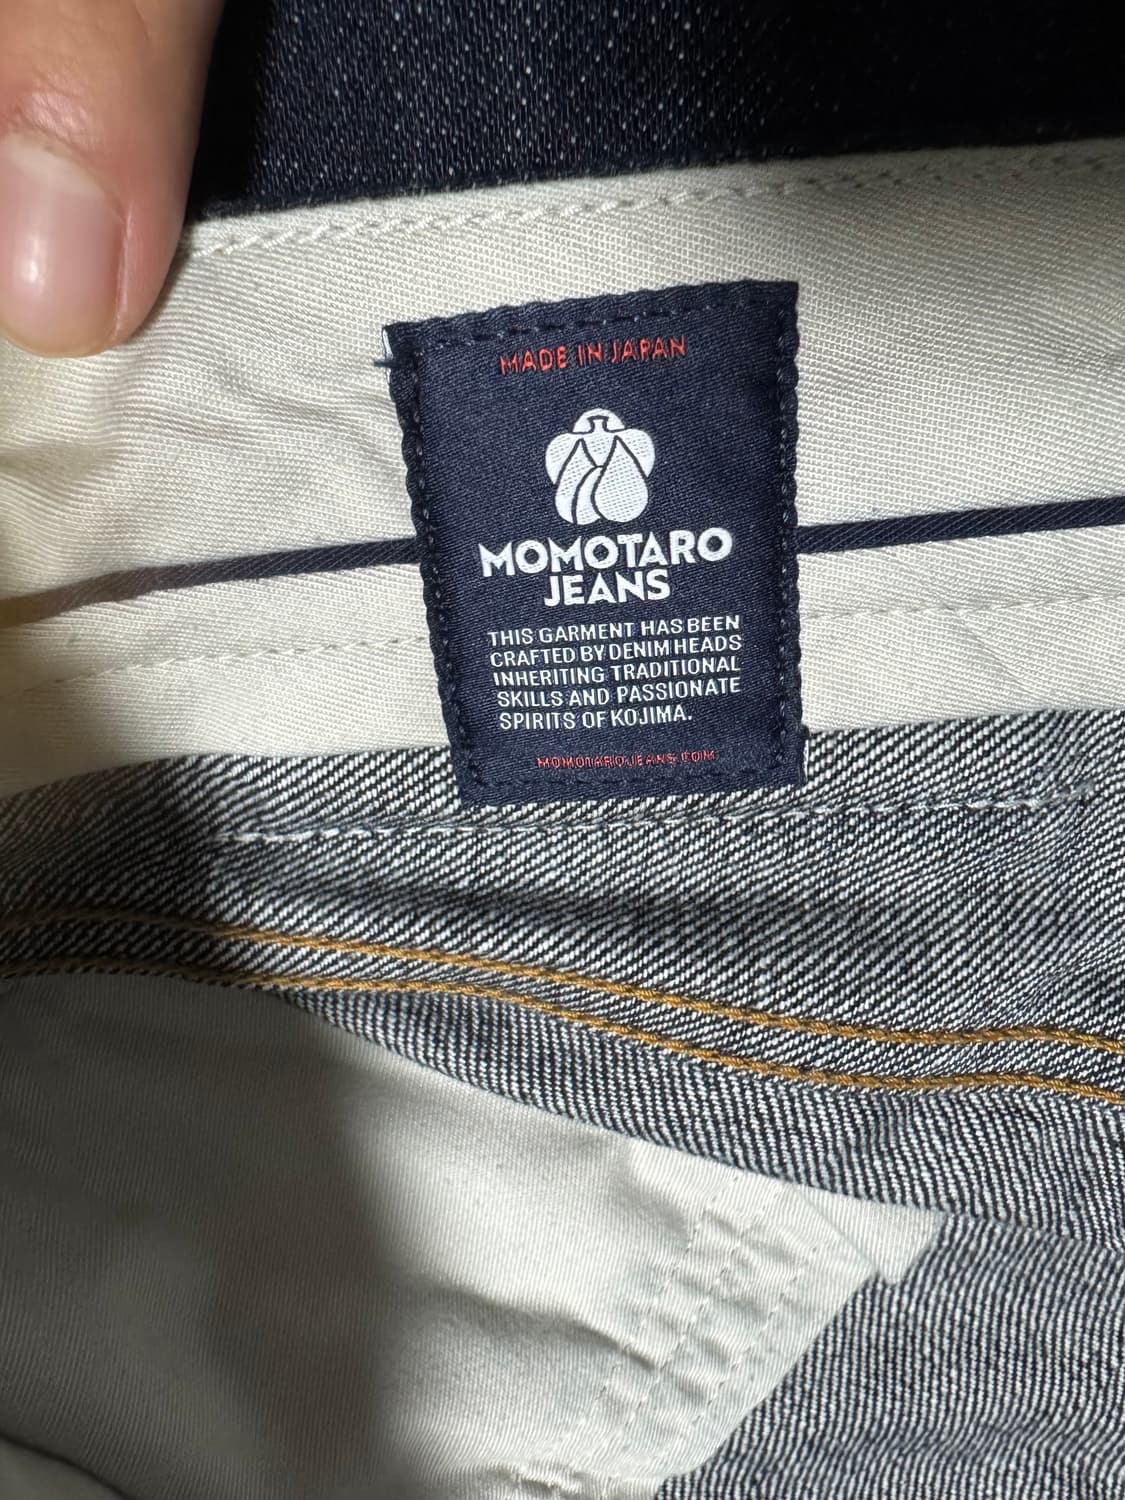 MADE IN JAPAN
MOMOTARO
JEANS
THIS GARMENT HAS BEEN
CRAFTED BY DENIM HEADS
INHERITING TRADITIONAL
SKILLS AND PASSIONATE
SPIRITS OF KOJIMA.
MOMOTAROJEANS.COM